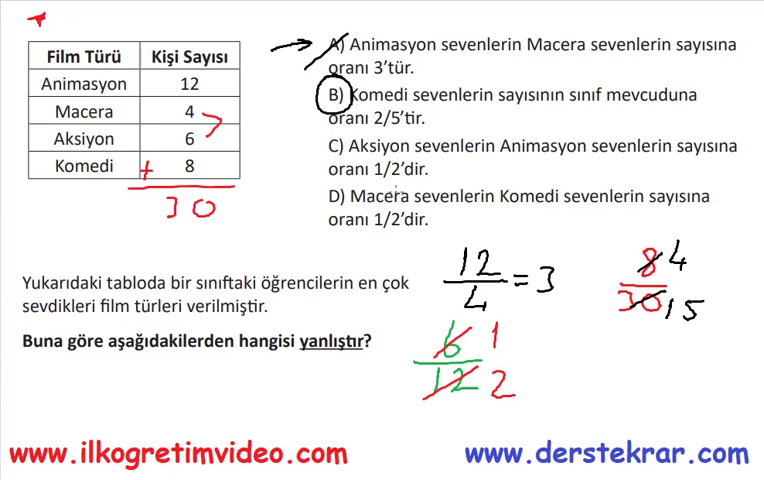 Film Türü Kişi Sayısı
Animasyon 12
Macera 4
Aksiyon 6
Komedi + 8
30
A) Animasyon sevenlerin Macera sevenlerin sayısına
oranı 3'tür.
B) Komedi sevenlerin sayısının sınıf mevcuduna
oranı 2/5'tir.
C) Aksiyon sevenlerin Animasyon sevenlerin sayısına
oranı 1/2'dir.
D) Macera sevenlerin Komedi sevenlerin sayısına
oranı 1/2'dir.
Yukarıdaki tabloda bir sınıftaki öğrencilerin en çok
sevdikleri film türleri verilmiştir.
Buna göre aşağıdakilerden hangisi yanlıştır?
12
4
= 3
8 4
30 15
6 1
12 2
www.ilkogretimvideo.com
www.derstekrar.com